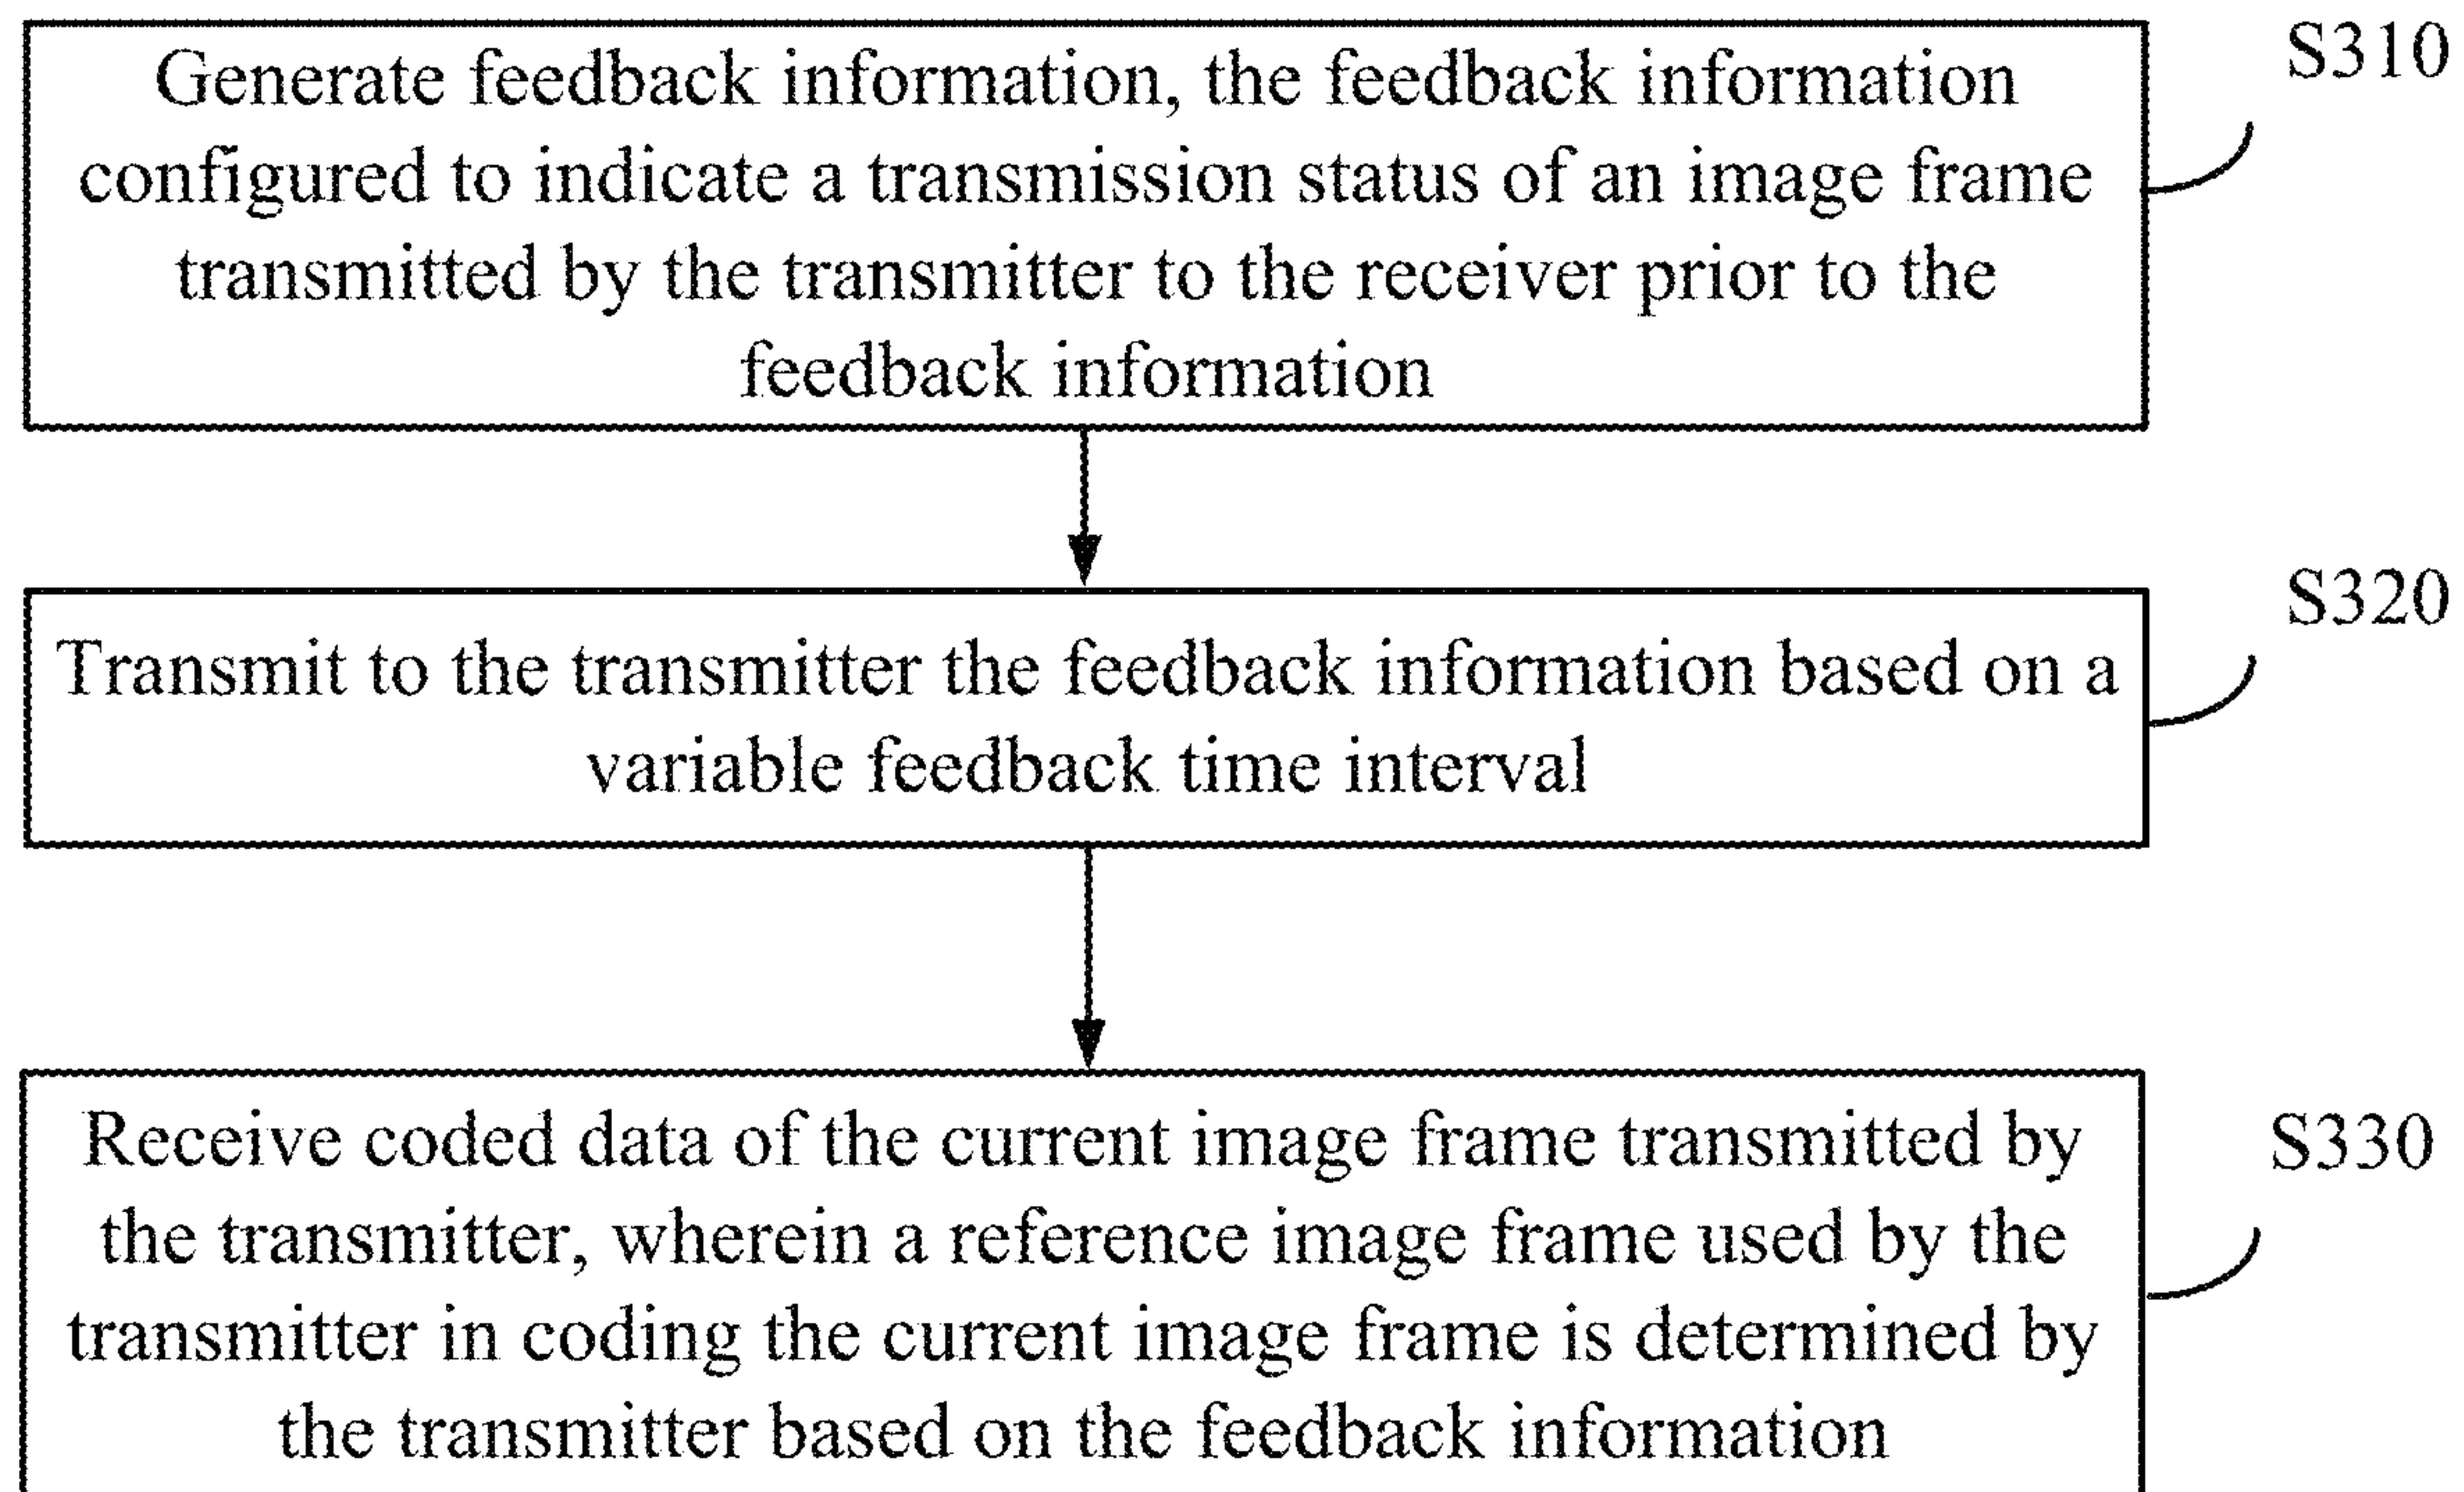 Generate feedback information, the feedback information
configured to indicate a transmission status of an image frame
transmitted by the transmitter to the receiver prior to the
feedback information
S310
Transmit to the transmitter the feedback information based on a
variable feedback time interval
S320
Receive coded data of the current image frame transmitted by
the transmitter, wherein a reference image frame used by the
transmitter in coding the current image frame is determined by
the transmitter based on the feedback information
S330